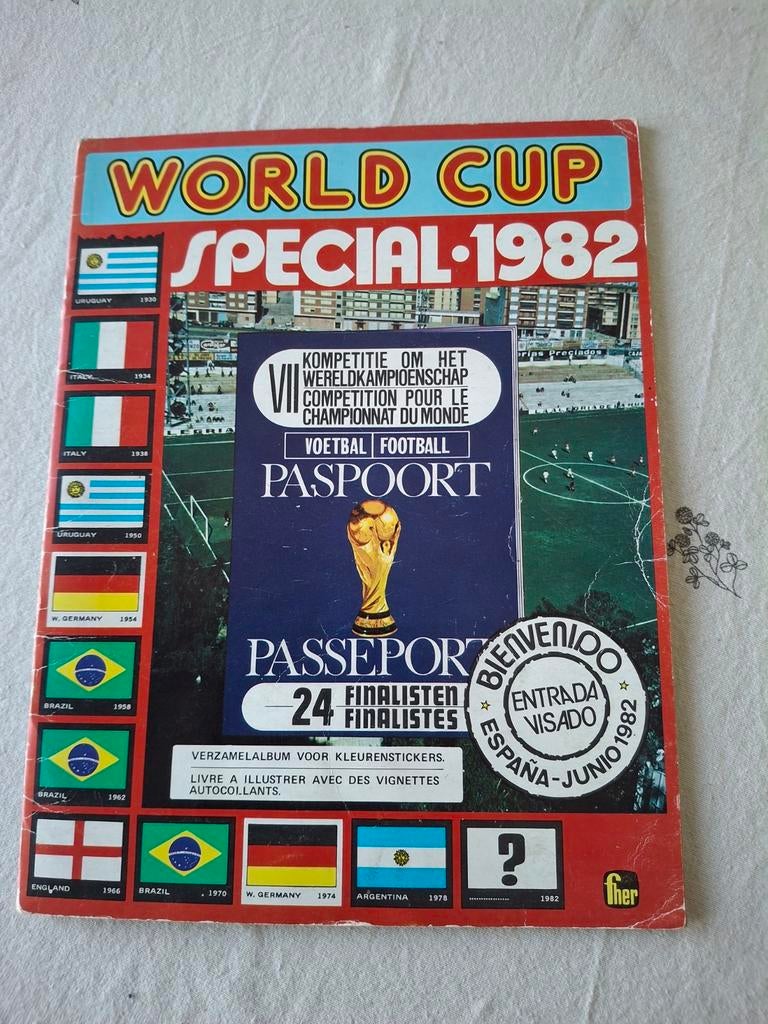 WORLD CUP
SPECIAL·1982
URUGUAY 1930
ITALY 1934
ITALY 1938
URUGUAY 1950
W. GERMANY 1954
BRAZIL 1958
BRAZIL 1962
ENGLAND 1966
BRAZIL 1970
W. GERMANY 1974
ARGENTINA 1978
?
1982
VII
KOMPETITIE OM HET
WERELDKAMPIOENSCHAP
COMPETITION POUR LE
CHAMPIONNAT DU MONDE
VOETBAL FOOTBALL
PASPOORT
PASSEPORT
24 FINALISTEN
FINALISTES
BIENVENIDO
ENTRADA
VISADO
ESPAÑA-JUNIO 1982
VERZAMELALBUM VOOR KLEURENSTICKERS.
LIVRE A ILLUSTRER AVEC DES VIGNETTES
AUTOCOLLANTS.
fher
Preciados